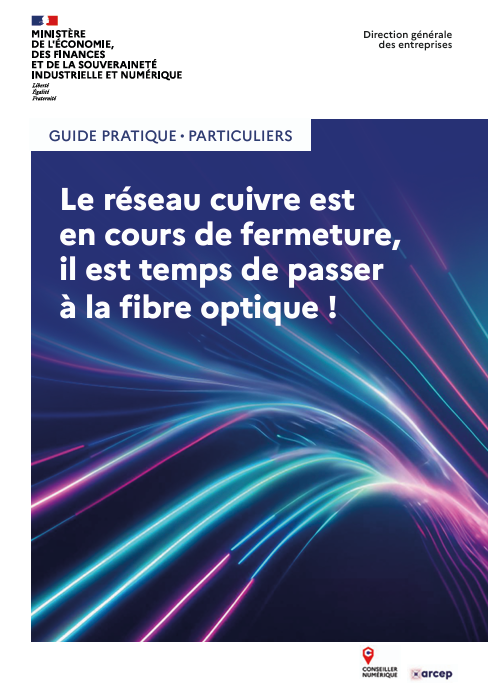 MINISTÈRE
DE L'ÉCONOMIE,
DES FINANCES
ET DE LA SOUVERAINETÉ
INDUSTRIELLE ET NUMÉRIQUE
Liberté
Égalité
Fraternité
Direction générale
des entreprises
GUIDE PRATIQUE • PARTICULIERS
Le réseau cuivre est
en cours de fermeture,
il est temps de passer
à la fibre optique !
CONSEILLER
NUMÉRIQUE
arcep